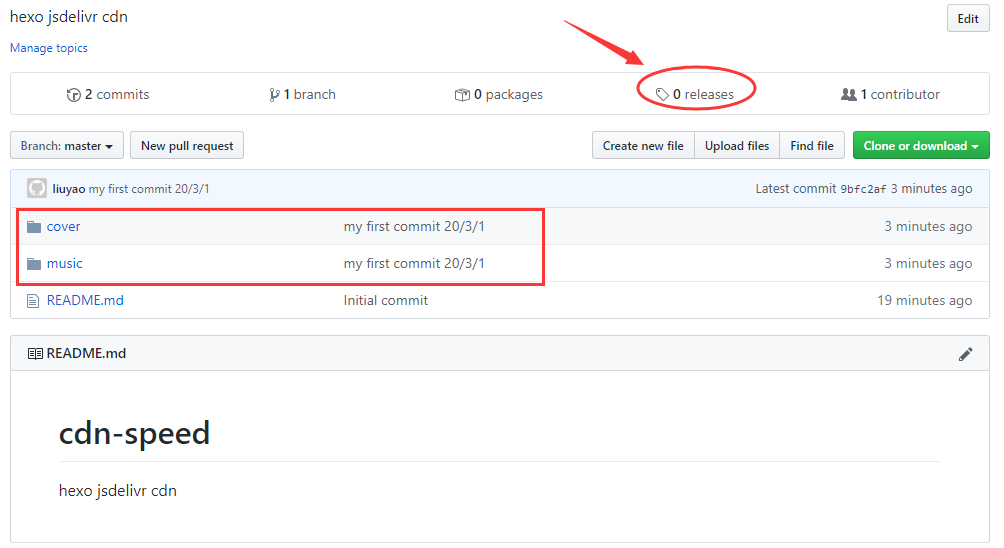 hexo jsdelivr cdn Edit
Manage topics
2 commits 1 branch 0 packages 0 releases 1 contributor
Branch: master New pull request Create new file Upload files Find file Clone or download
liuyao my first commit 20/3/1 Latest commit 9bfc2af 3 minutes ago
cover my first commit 20/3/1 3 minutes ago
music my first commit 20/3/1 3 minutes ago
README.md Initial commit 19 minutes ago
README.md
cdn-speed
hexo jsdelivr cdn